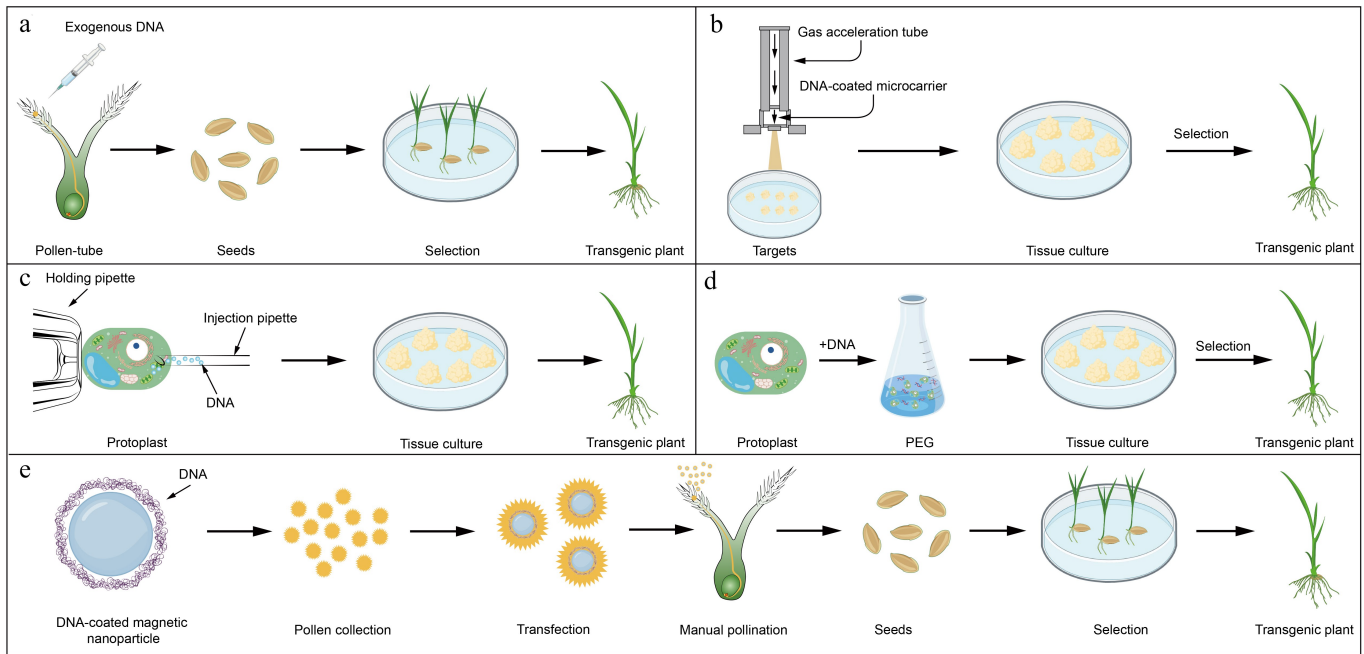 a
Exogenous DNA
Pollen-tube
Seeds
Selection
Transgenic plant
b
Gas acceleration tube
DNA-coated microcarrier
Selection
Targets
Tissue culture
Transgenic plant
c
Holding pipette
Injection pipette
DNA
Protoplast
Tissue culture
Transgenic plant
d
+DNA
Selection
Protoplast
PEG
Tissue culture
Transgenic plant
e
DNA
DNA-coated magnetic
nanoparticle
Pollen collection
Transfection
Manual pollination
Seeds
Selection
Transgenic plant